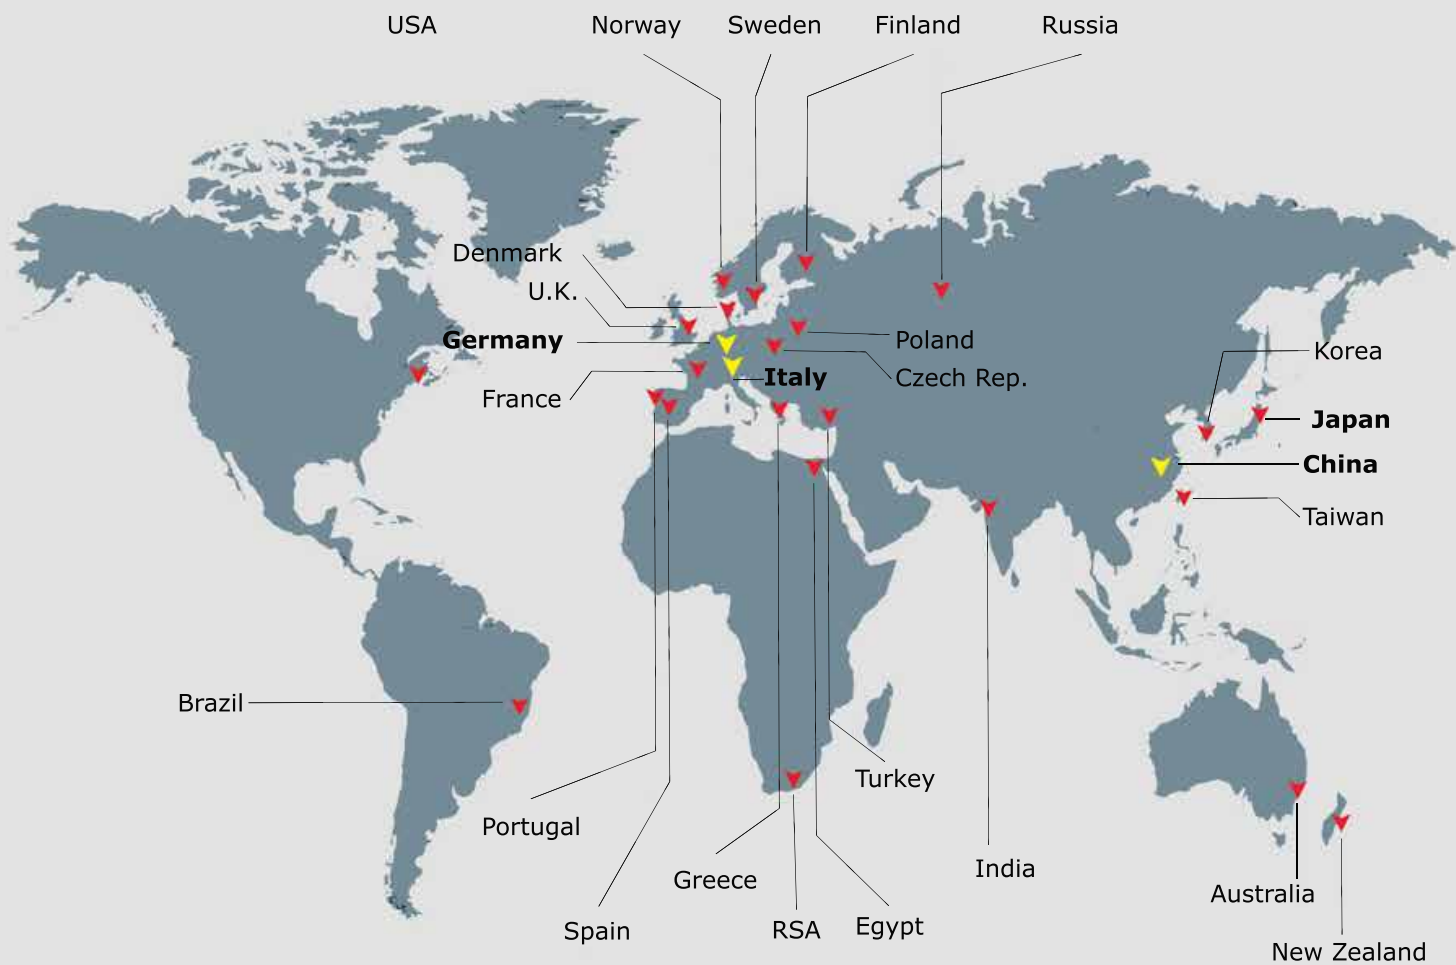 USA
Norway
Sweden
Finland
Russia
Denmark
U.K.
Germany
Poland
Korea
France
Italy
Czech Rep.
Japan
China
Taiwan
Brazil
Turkey
Portugal
India
Greece
Australia
Spain
RSA
Egypt
New Zealand